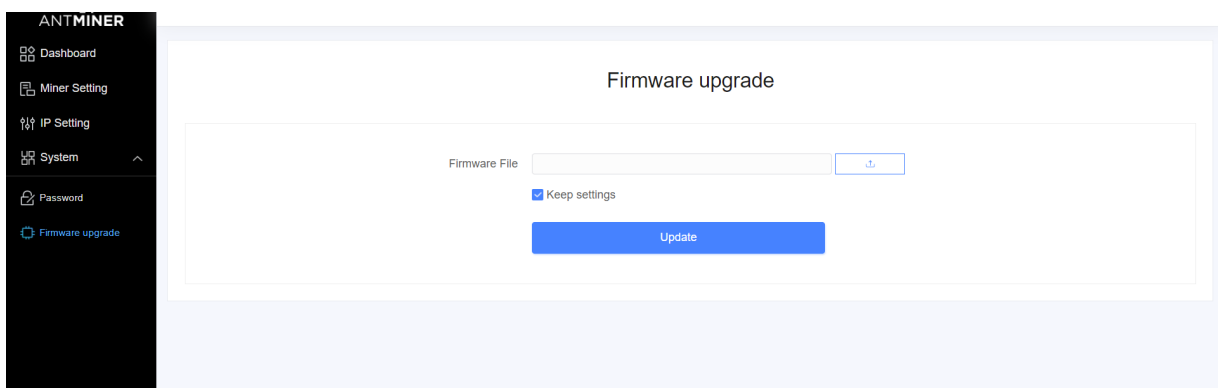 ANTMINER
Dashboard
Miner Setting
IP Setting
System
Password
Firmware upgrade
Firmware upgrade
Firmware File
Keep settings
Update